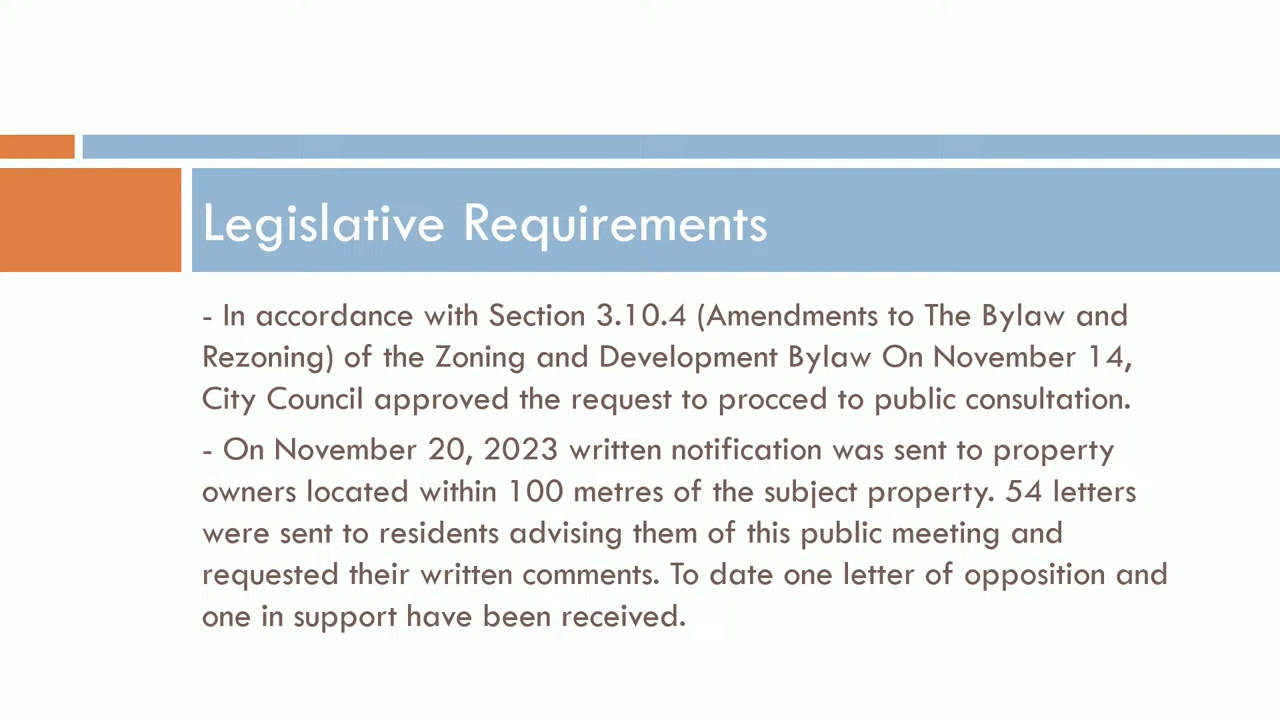 Legislative Requirements
- In accordance with Section 3.10.4 (Amendments to The Bylaw and
Rezoning) of the Zoning and Development Bylaw On November 14,
City Council approved the request to procced to public consultation.
- On November 20, 2023 written notification was sent to property
owners located within 100 metres of the subject property. 54 letters
were sent to residents advising them of this public meeting and
requested their written comments. To date one letter of opposition and
one in support have been received.